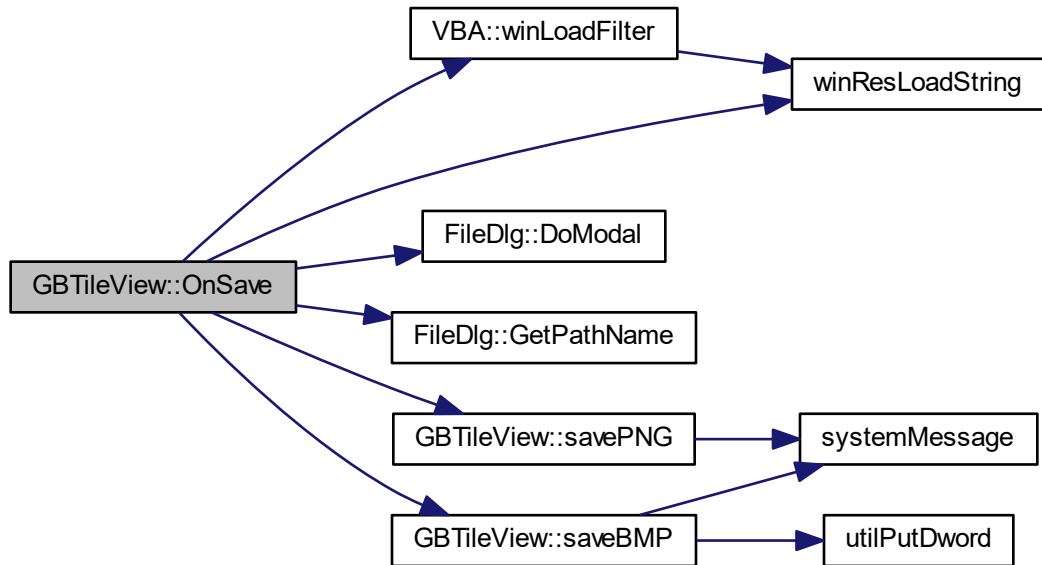 VBA::winLoadFilter
winResLoadString
FileDlg::DoModal
GBTileView::OnSave
FileDlg::GetPathName
GBTileView::savePNG
systemMessage
GBTileView::saveBMP
utilPutDword